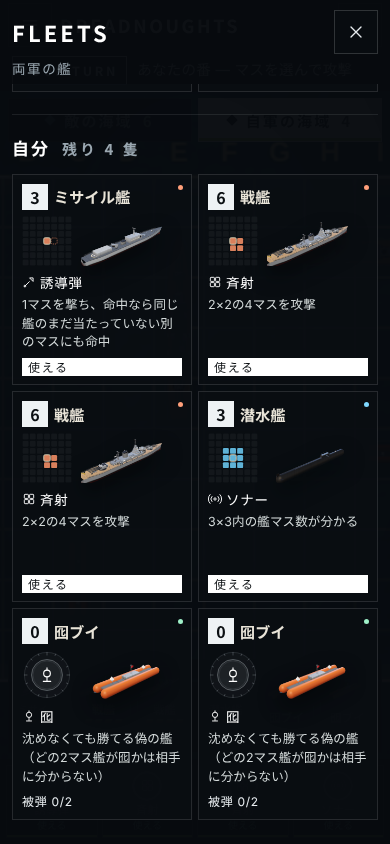 FLEETS
両軍の艦
自分 残り 4 隻
3 ミサイル艦
誘導弾
1マスを撃ち、命中なら同じ
艦のまだ当たっていない別
のマスにも命中
使える
6 戦艦
斉射
2×2の4マスを攻撃
使える
6 戦艦
斉射
2×2の4マスを攻撃
使える
3 潜水艦
ソナー
3×3内の艦マス数が分かる
使える
0 囮ブイ
囮
沈めなくても勝てる偽の艦
（どの2マス艦が囮かは相手
に分からない）
被弾 0/2
0 囮ブイ
囮
沈めなくても勝てる偽の艦
（どの2マス艦が囮かは相手
に分からない）
被弾 0/2